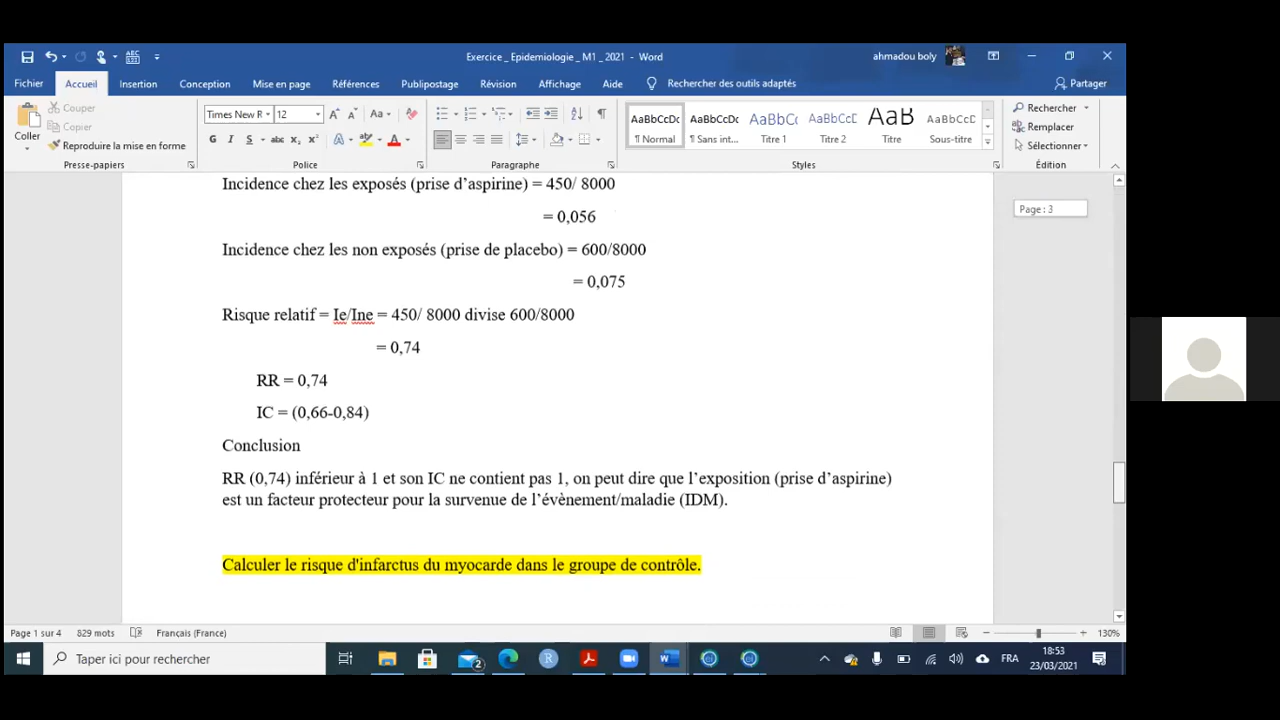 Exercice _ Epidemiologie _ M1 _ 2021 - Word
ahmadou boly
Fichier Accueil Insertion Conception Mise en page Références Publipostage Révision Affichage Aide Rechercher des outils adaptés Partager
Coller
Couper
Copier
Reproduire la mise en forme
Presse-papiers
Times New R 12
Police
Paragraphe
AaBbCcDc AaBbCcDc AaBbCcD AaBbCcD AaB AaBbCcD
¶ Normal ¶ Sans int... Titre 1 Titre 2 Titre Sous-titre
Styles
Rechercher
Remplacer
Sélectionner
Édition
Page : 3
Incidence chez les exposés (prise d’aspirine) = 450/ 8000
= 0,056
Incidence chez les non exposés (prise de placebo) = 600/8000
= 0,075
Risque relatif = Ie/Ine = 450/ 8000 divise 600/8000
= 0,74
RR = 0,74
IC = (0,66-0,84)
Conclusion
RR (0,74) inférieur à 1 et son IC ne contient pas 1, on peut dire que l’exposition (prise d’aspirine)
est un facteur protecteur pour la survenue de l’évènement/maladie (IDM).
Calculer le risque d'infarctus du myocarde dans le groupe de contrôle.
Page 1 sur 4 829 mots Français (France) 130%
Taper ici pour rechercher
2
FRA
18:53
23/03/2021